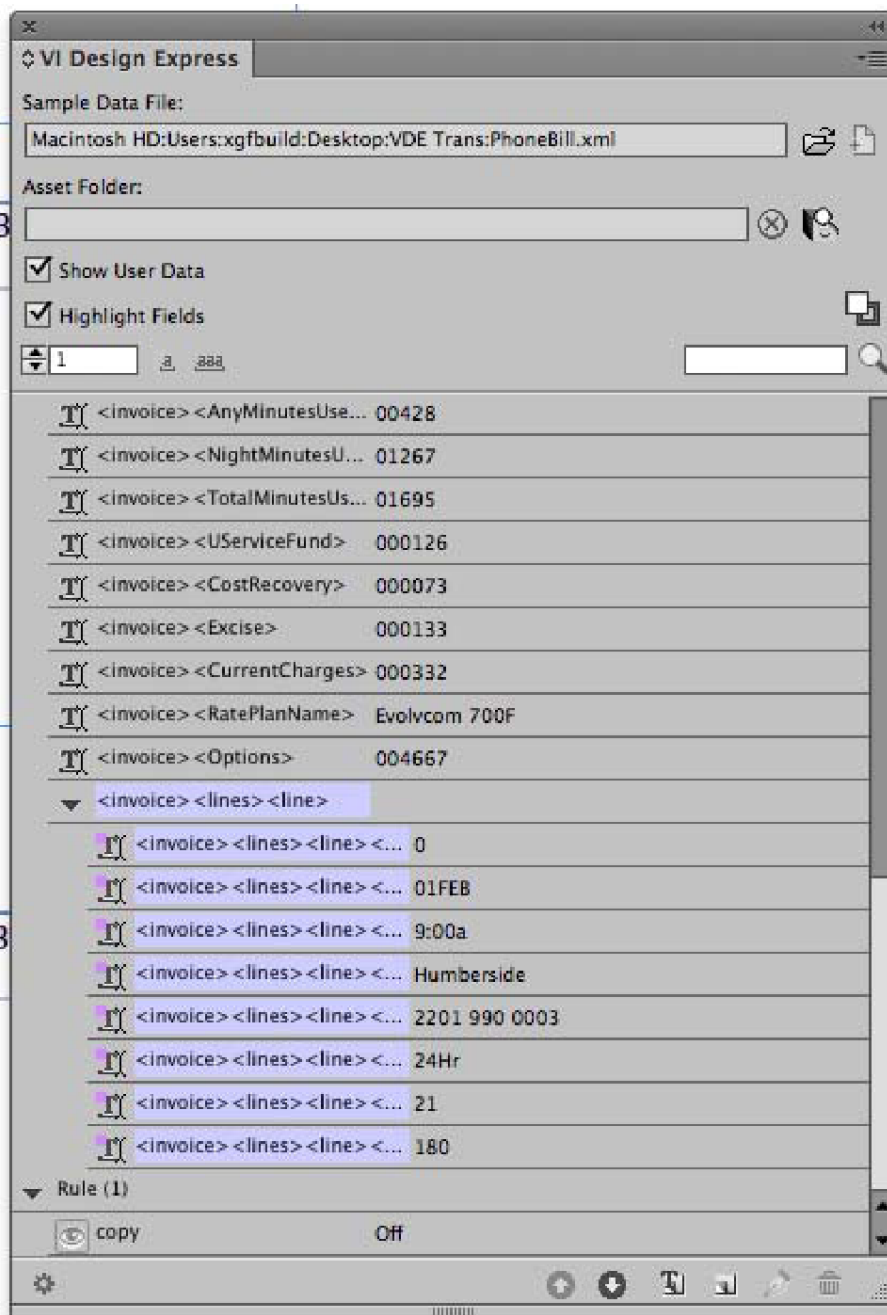 VI Design Express
Sample Data File:
Macintosh HD:Users:xgfbuild:Desktop:VDE Trans:PhoneBill.xml
Asset Folder:
Show User Data
Highlight Fields
1 a aaa
<invoice><AnyMinutesUse... 00428
<invoice><NightMinutesU... 01267
<invoice><TotalMinutesUs... 01695
<invoice><UServiceFund> 000126
<invoice><CostRecovery> 000073
<invoice><Excise> 000133
<invoice><CurrentCharges> 000332
<invoice><RatePlanName> Evolvcom 700F
<invoice><Options> 004667
<invoice><lines><line>
<invoice><lines><line><... 0
<invoice><lines><line><... 01FEB
<invoice><lines><line><... 9:00a
<invoice><lines><line><... Humberside
<invoice><lines><line><... 2201 990 0003
<invoice><lines><line><... 24Hr
<invoice><lines><line><... 21
<invoice><lines><line><... 180
Rule (1)
copy Off